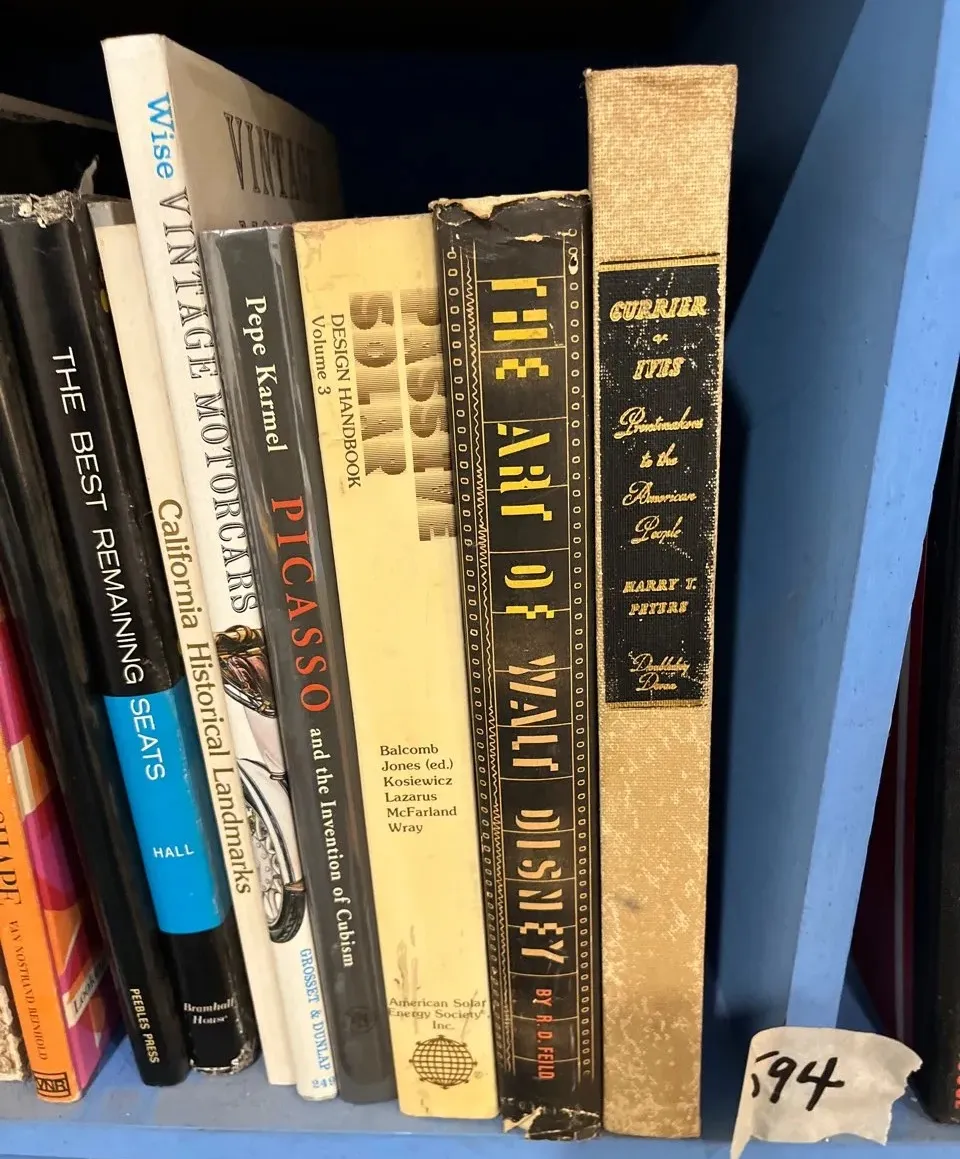 SHAPE
VAN NOSTRAND REINHOLD
VNR
Look
PEEBLES PRESS
THE BEST REMAINING SEATS
HALL
Bramhall
House
California Historical Landmarks
Wise VINTAGE MOTORCARS
GROSSET & DUNLAP
VINTAGE
Pepe Karmel
PICASSO and the Invention of Cubism
PASSIVE
SOLAR
DESIGN HANDBOOK
Volume 3
Balcomb
Jones (ed.)
Kosiewicz
Lazarus
McFarland
Wray
American Solar
Energy Society®,
Inc.
THE ART OF WALT DISNEY BY R. D. FEILD
CURRIER
&
IVES
Printmakers
to the
American
People
HARRY T.
PETERS
Doubleday
Doran
94